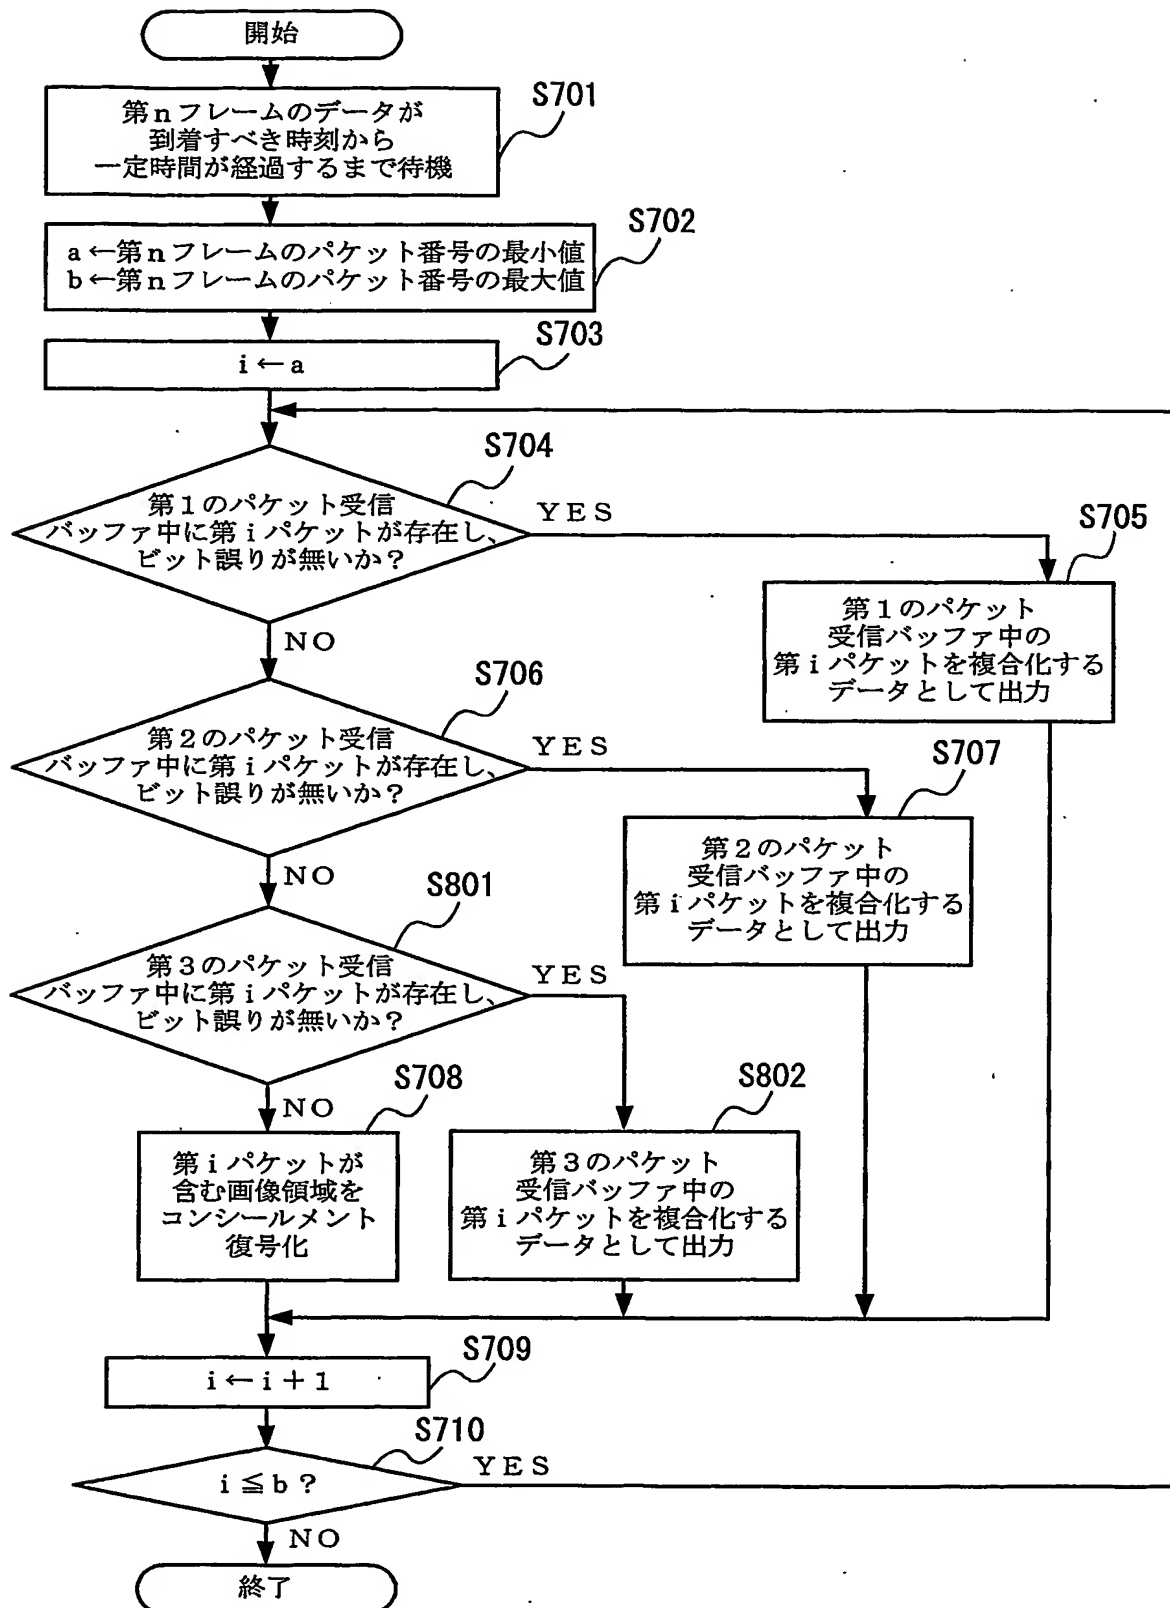 開始
S701
第nフレームのデータが
到着すべき時刻から
一定時間が経過するまで待機
S702
a←第nフレームのパケット番号の最小値
b←第nフレームのパケット番号の最大値
S703
i←a
S704
第1のパケット受信
バッファ中に第iパケットが存在し、
ビット誤りが無いか?
YES
NO
S705
第1のパケット
受信バッファ中の
第iパケットを複合化する
データとして出力
S706
第2のパケット受信
バッファ中に第iパケットが存在し、
ビット誤りが無いか?
YES
NO
S707
第2のパケット
受信バッファ中の
第iパケットを複合化する
データとして出力
S801
第3のパケット受信
バッファ中に第iパケットが存在し、
ビット誤りが無いか?
YES
NO
S708
第iパケットが
含む画像領域を
コンシールメント
復号化
S802
第3のパケット
受信バッファ中の
第iパケットを複合化する
データとして出力
S709
i←i+1
S710
i≦b?
YES
NO
終了